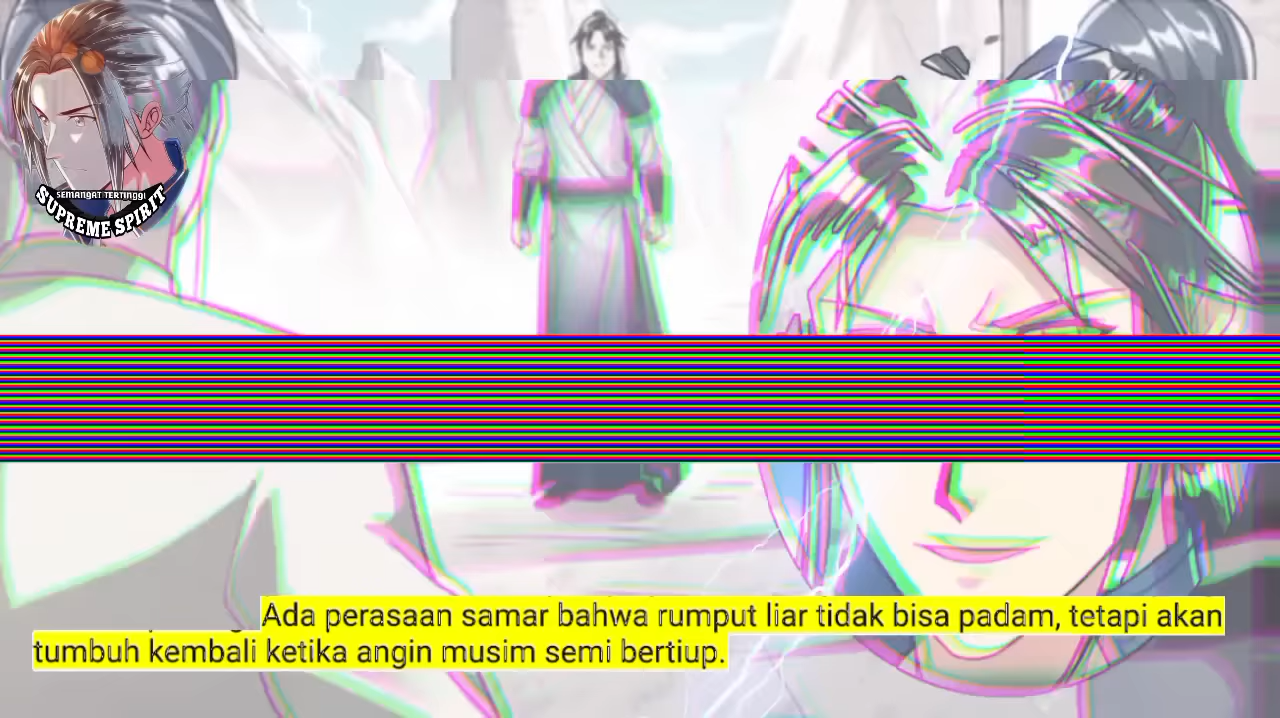 SEMANGAT TERTINGGI
SUPREME SPIRIT
Ada perasaan samar bahwa rumput liar tidak bisa padam, tetapi akan
tumbuh kembali ketika angin musim semi bertiup.